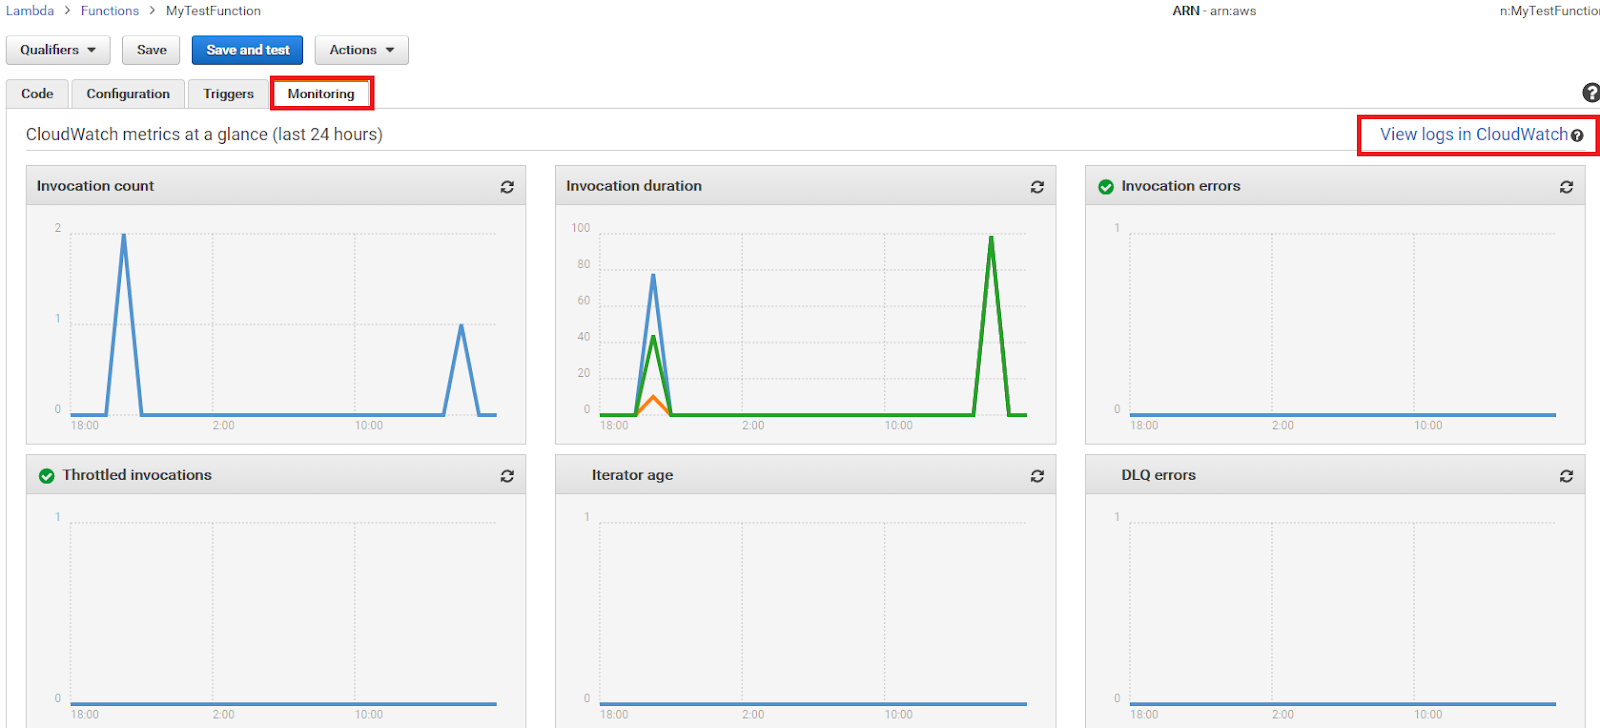 Lambda > Functions > MyTestFunction ARN - arn:aws n:MyTestFunctio
Qualifiers Save Save and test Actions
Code Configuration Triggers Monitoring ?
CloudWatch metrics at a glance (last 24 hours) View logs in CloudWatch ?
Invocation count
2
1
0
18:00 2:00 10:00
Invocation duration
100
80
60
40
20
0
18:00 2:00 10:00
Invocation errors
1
0
18:00 2:00 10:00
Throttled invocations
1
0
18:00 2:00 10:00
Iterator age
1
0
18:00 2:00 10:00
DLQ errors
1
0
18:00 2:00 10:00